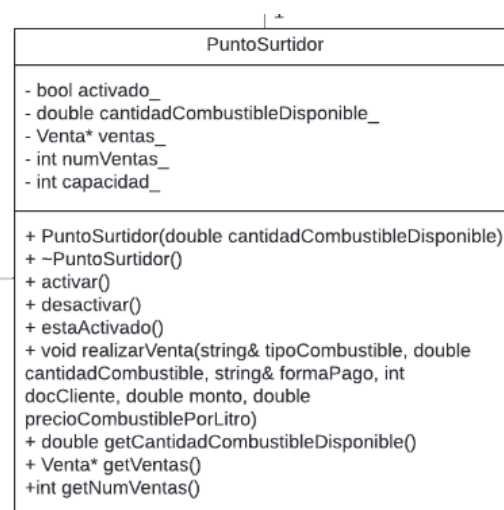 1
PuntoSurtidor
- bool activado_
- double cantidadCombustibleDisponible_
- Venta* ventas_
- int numVentas_
- int capacidad_
+ PuntoSurtidor(double cantidadCombustibleDisponible)
+ ~PuntoSurtidor()
+ activar()
+ desactivar()
+ estaActivado()
+ void realizarVenta(string& tipoCombustible, double
cantidadCombustible, string& formaPago, int
docCliente, double monto, double
precioCombustiblePorLitro)
+ double getCantidadCombustibleDisponible()
+ Venta* getVentas()
+int getNumVentas()